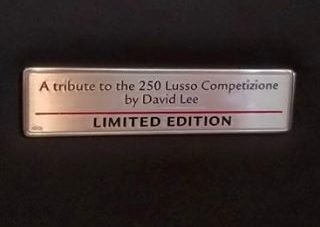 A tribute to the 250 Lusso Competizione
by David Lee
LIMITED EDITION